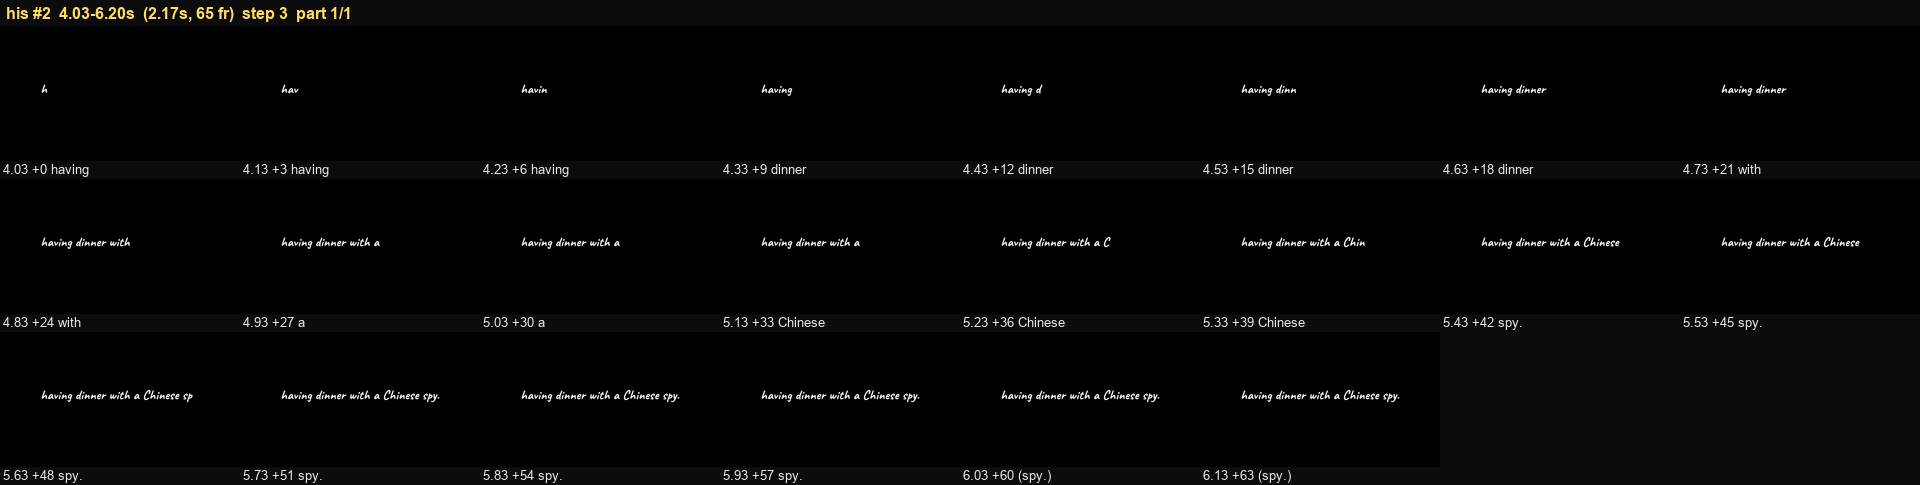 his #2 4.03-6.20s (2.17s, 65 fr) step 3 part 1/1
h hav havin having having d having dinn having dinner having dinner
4.03 +0 having 4.13 +3 having 4.23 +6 having 4.33 +9 dinner 4.43 +12 dinner 4.53 +15 dinner 4.63 +18 dinner 4.73 +21 with
having dinner with having dinner with a having dinner with a having dinner with a having dinner with a C having dinner with a Chin having dinner with a Chinese having dinner with a Chinese
4.83 +24 with 4.93 +27 a 5.03 +30 a 5.13 +33 Chinese 5.23 +36 Chinese 5.33 +39 Chinese 5.43 +42 spy. 5.53 +45 spy.
having dinner with a Chinese sp having dinner with a Chinese spy. having dinner with a Chinese spy. having dinner with a Chinese spy. having dinner with a Chinese spy. having dinner with a Chinese spy.
5.63 +48 spy. 5.73 +51 spy. 5.83 +54 spy. 5.93 +57 spy. 6.03 +60 (spy.) 6.13 +63 (spy.)